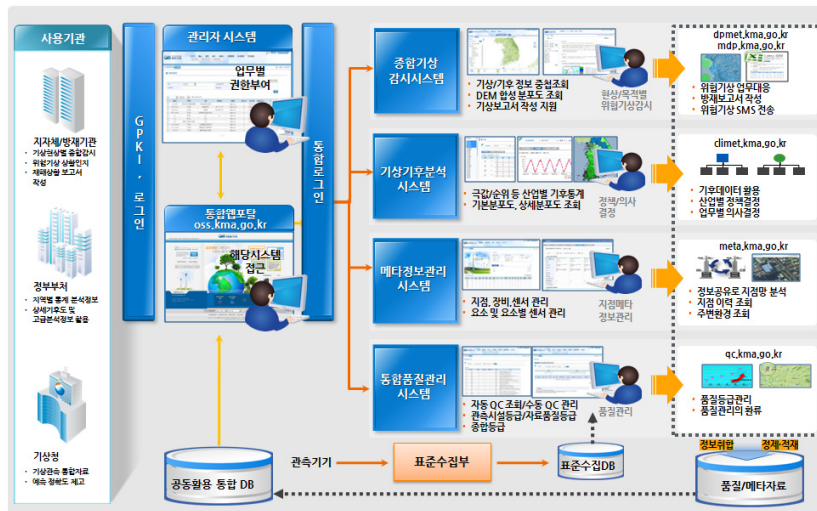 사용기관
지자체/방재기관
• 기상현상별 종합감시
• 위험기상 상황인지
• 재해상황 보고서
작성
정부부처
• 지역별 통계 분석정보
• 상세기후도 및
고급분석정보 활용
기상청
• 기상관측 통합자료
• 예측 정확도 제고
GPKI, 로그인
관리자 시스템
업무별
권한부여
통합웹포탈
oss.kma.go.kr
해당시스템
접근
통합로그인
공동활용 통합 DB
종합기상
감시시스템
• 기상/기후 정보 중첩조회
• DEM 합성 분포도 조회
• 기상보고서 작성 지원
현상/목적별
위험기상감시
dpmet.kma.go.kr
mdp.kma.go.kr
• 위험기상 업무대응
• 방재보고서 작성
• 위험기상 SMS 전송
기상기후분석
시스템
• 극값/순위 등 산업별 기후통계
• 기본분포도, 상세분포도 조회
정책/의사
결정
climet.kma.go.kr
• 기후데이터 활용
• 산업별 정책결정
• 업무별 의사결정
메타정보관리
시스템
• 지점, 장비,센서 관리
• 요소 및 요소별 센서 관리
지점메타
정보관리
meta.kma.go.kr
• 정보공유로 지점망 분석
• 지점 이력 조회
• 주변환경 조회
통합품질관리
시스템
• 자동 QC 조회/수동 QC 관리
• 관측시설등급/자료품질등급
• 종합등급
품질관리
qc.kma.go.kr
• 품질등급관리
• 품질관리의 환류
정보취합
정제·적재
관측기기
표준수집부
표준수집DB
품질/메타자료